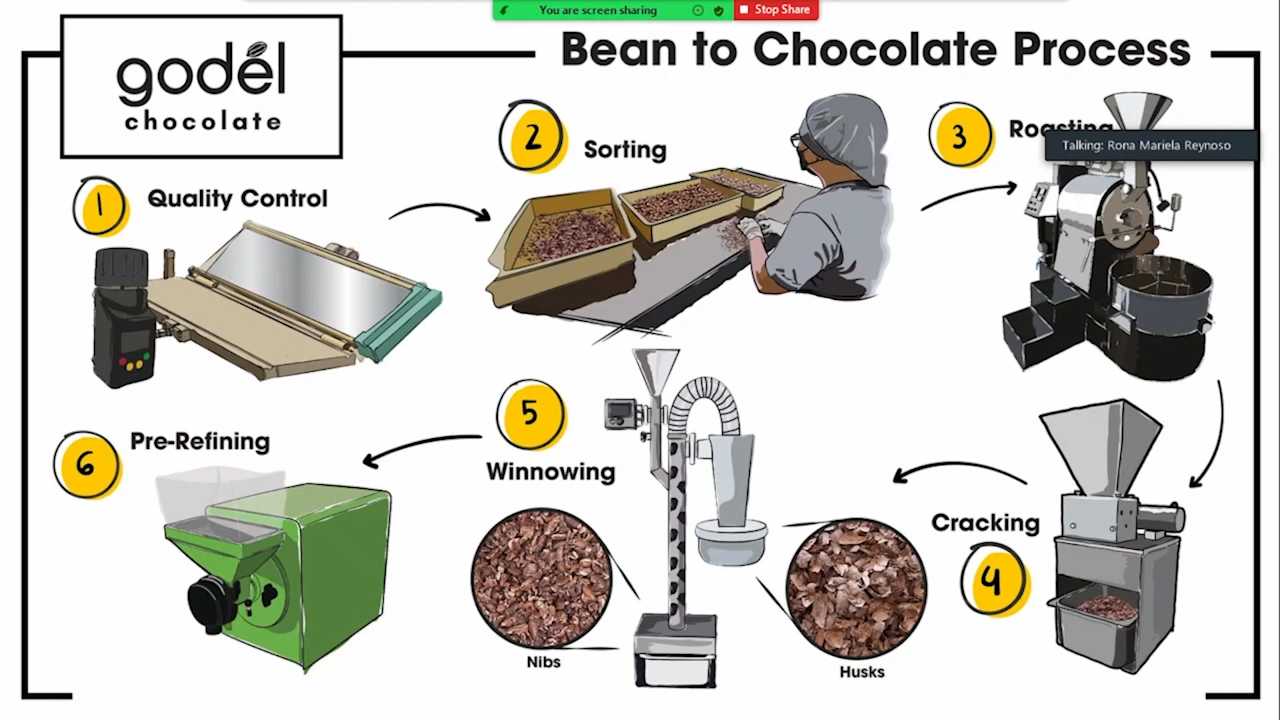 You are screen sharing
Stop Share
godél
chocolate
Bean to Chocolate Process
1
Quality Control
2
Sorting
3
Roasting
Talking: Rona Mariela Reynoso
4
Cracking
5
Winnowing
Nibs
Husks
6
Pre-Refining